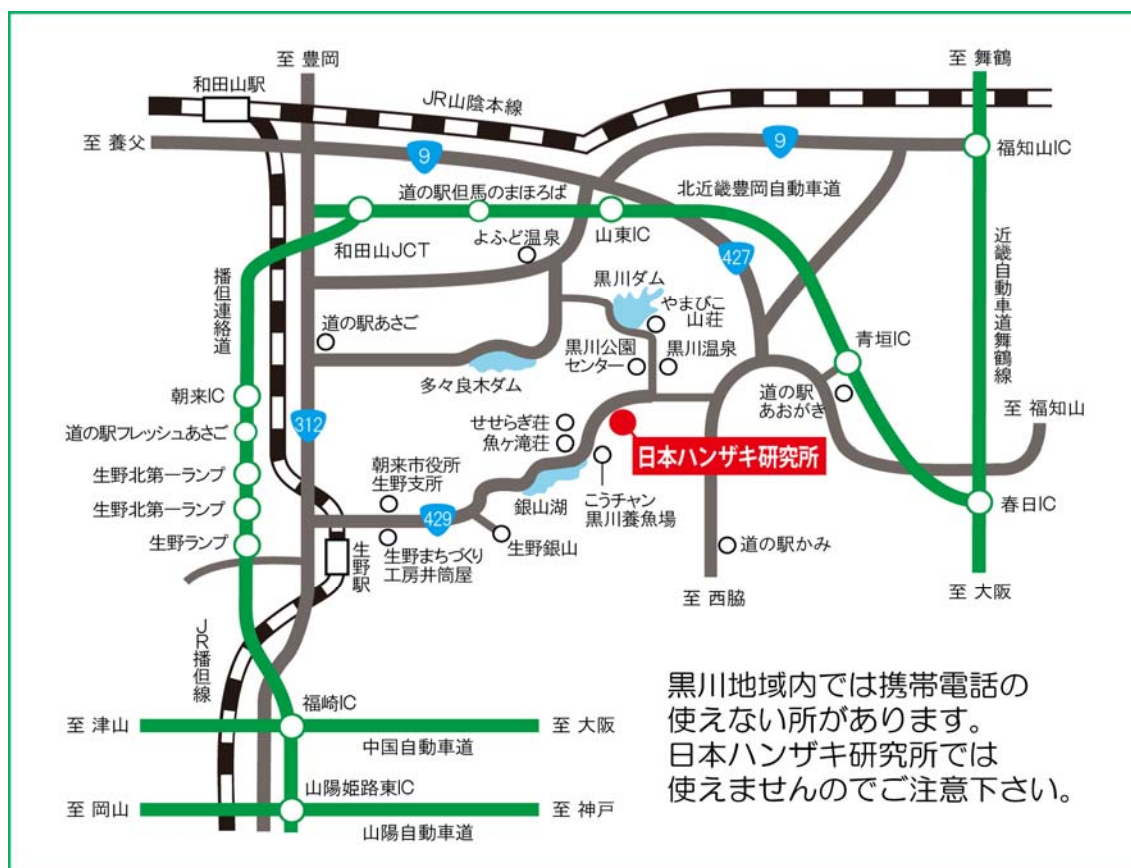 至 豊岡
至 舞鶴
和田山駅
JR山陰本線
至 養父
9
9
福知山IC
道の駅但馬のまほろば
北近畿豊岡自動車道
和田山JCT
よふど温泉
山東IC
427
近畿自動車道舞鶴線
播但連絡道
黒川ダム
やまびこ
山荘
道の駅あさご
黒川公園
センター
黒川温泉
青垣IC
多々良木ダム
道の駅
あおがき
至 福知山
朝来IC
道の駅フレッシュあさご
312
せせらぎ荘
魚ヶ滝荘
日本ハンザキ研究所
生野北第一ランプ
朝来市役所
生野支所
生野北第一ランプ
429
銀山湖
こうチャン
黒川養魚場
春日IC
生野ランプ
生野駅
生野まちづくり
工房井筒屋
生野銀山
道の駅かみ
至 西脇
至 大阪
JR播但線
福崎IC
至 津山
至 大阪
中国自動車道
山陽姫路東IC
至 岡山
至 神戸
山陽自動車道
黒川地域内では携帯電話の
使えない所があります。
日本ハンザキ研究所では
使えませんのでご注意下さい。